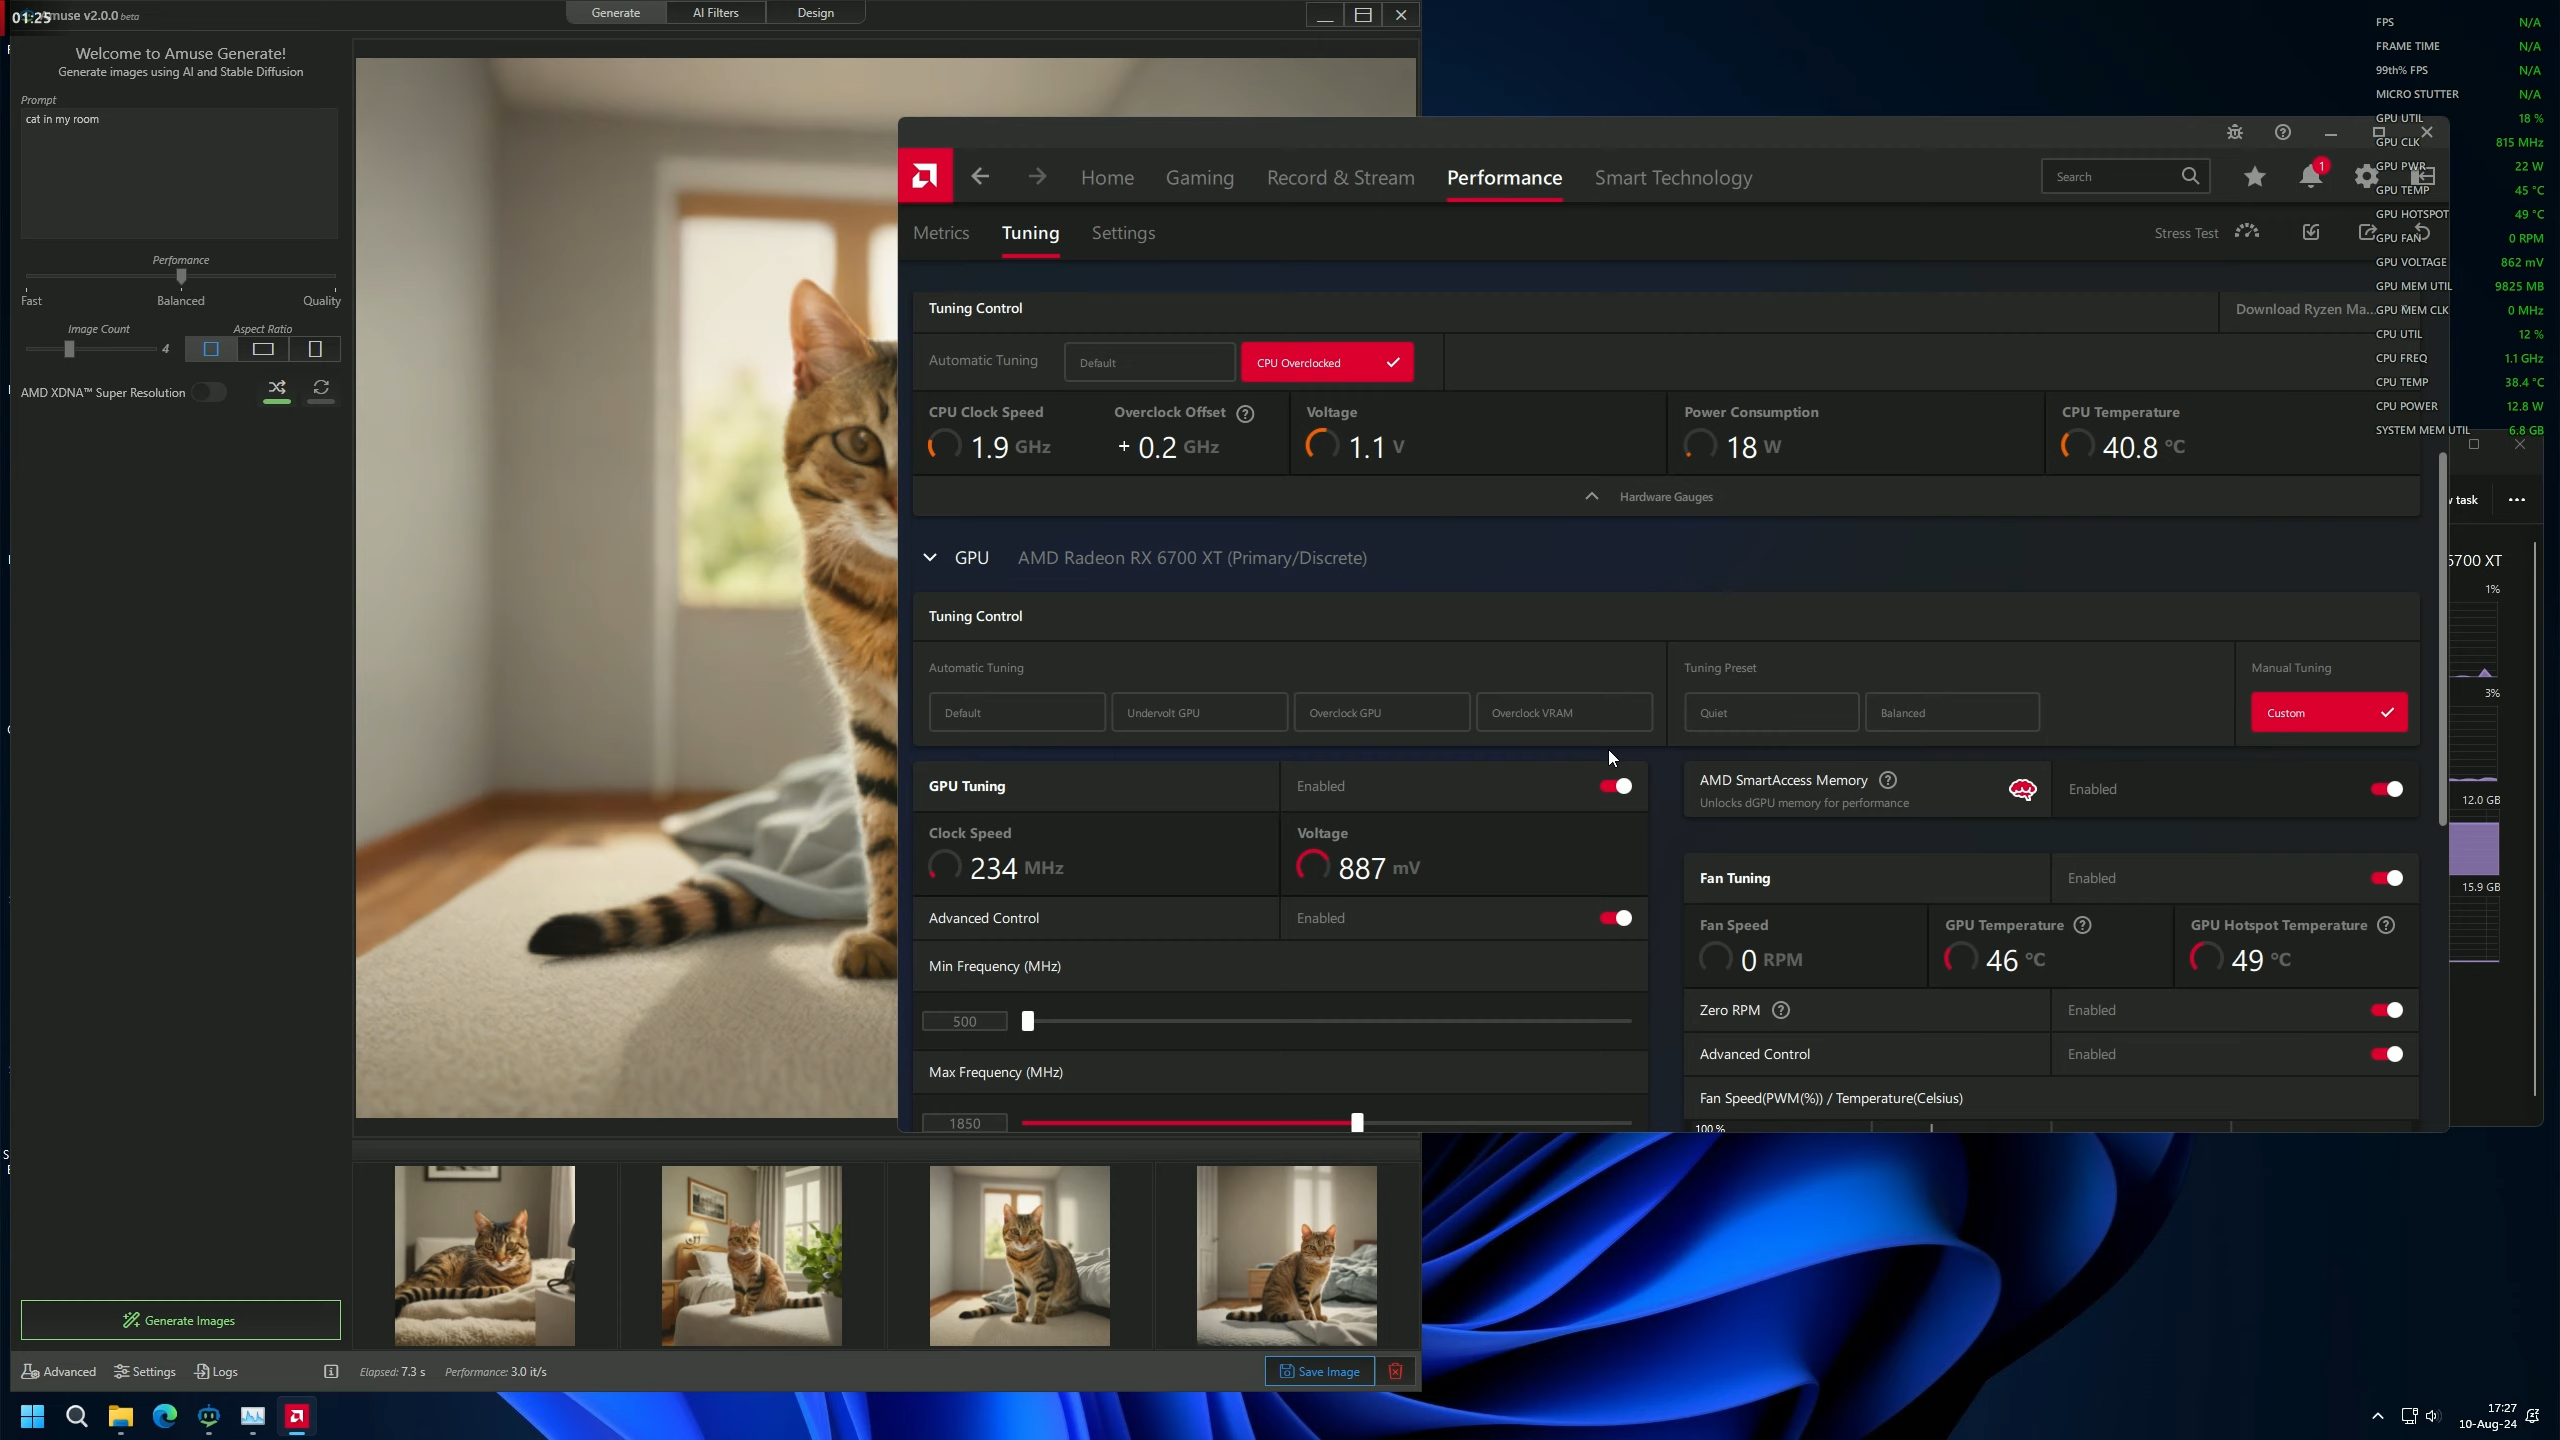 01:25
Amuse v2.0.0 beta
Generate
AI Filters
Design
Welcome to Amuse Generate!
Generate images using AI and Stable Diffusion
Prompt
cat in my room
Perfomance
Fast
Balanced
Quality
Image Count
Aspect Ratio
4
AMD XDNA™ Super Resolution
Generate Images
Advanced
Settings
Logs
Elapsed: 7.3 s
Performance: 3.0 it/s
Save Image
Home
Gaming
Record & Stream
Performance
Smart Technology
Search
1
Metrics
Tuning
Settings
Stress Test
Tuning Control
Download Ryzen Ma...
Automatic Tuning
Default
CPU Overclocked
CPU Clock Speed
1.9 GHz
Overclock Offset
+ 0.2 GHz
Voltage
1.1 V
Power Consumption
18 W
CPU Temperature
40.8 °C
Hardware Gauges
GPU
AMD Radeon RX 6700 XT (Primary/Discrete)
Tuning Control
Automatic Tuning
Default
Undervolt GPU
Overclock GPU
Overclock VRAM
Tuning Preset
Quiet
Balanced
Manual Tuning
Custom
GPU Tuning
Enabled
Clock Speed
234 MHz
Voltage
887 mV
Advanced Control
Enabled
Min Frequency (MHz)
500
Max Frequency (MHz)
1850
AMD SmartAccess Memory
Unlocks dGPU memory for performance
Enabled
Fan Tuning
Enabled
Fan Speed
0 RPM
GPU Temperature
46 °C
GPU Hotspot Temperature
49 °C
Zero RPM
Enabled
Advanced Control
Enabled
Fan Speed(PWM(%)) / Temperature(Celsius)
100 %
FPS N/A
FRAME TIME N/A
99th% FPS N/A
MICRO STUTTER N/A
GPU UTIL 18 %
GPU CLK 815 MHz
GPU PWR 22 W
GPU TEMP 45 °C
GPU HOTSPOT 49 °C
GPU FAN 0 RPM
GPU VOLTAGE 862 mV
GPU MEM UTIL 9825 MB
GPU MEM CLK 0 MHz
CPU UTIL 12 %
CPU FREQ 1.1 GHz
CPU TEMP 38.4 °C
CPU POWER 12.8 W
SYSTEM MEM UTIL 6.8 GB
task
6700 XT
1%
3%
12.0 GB
15.9 GB
17:27
10-Aug-24